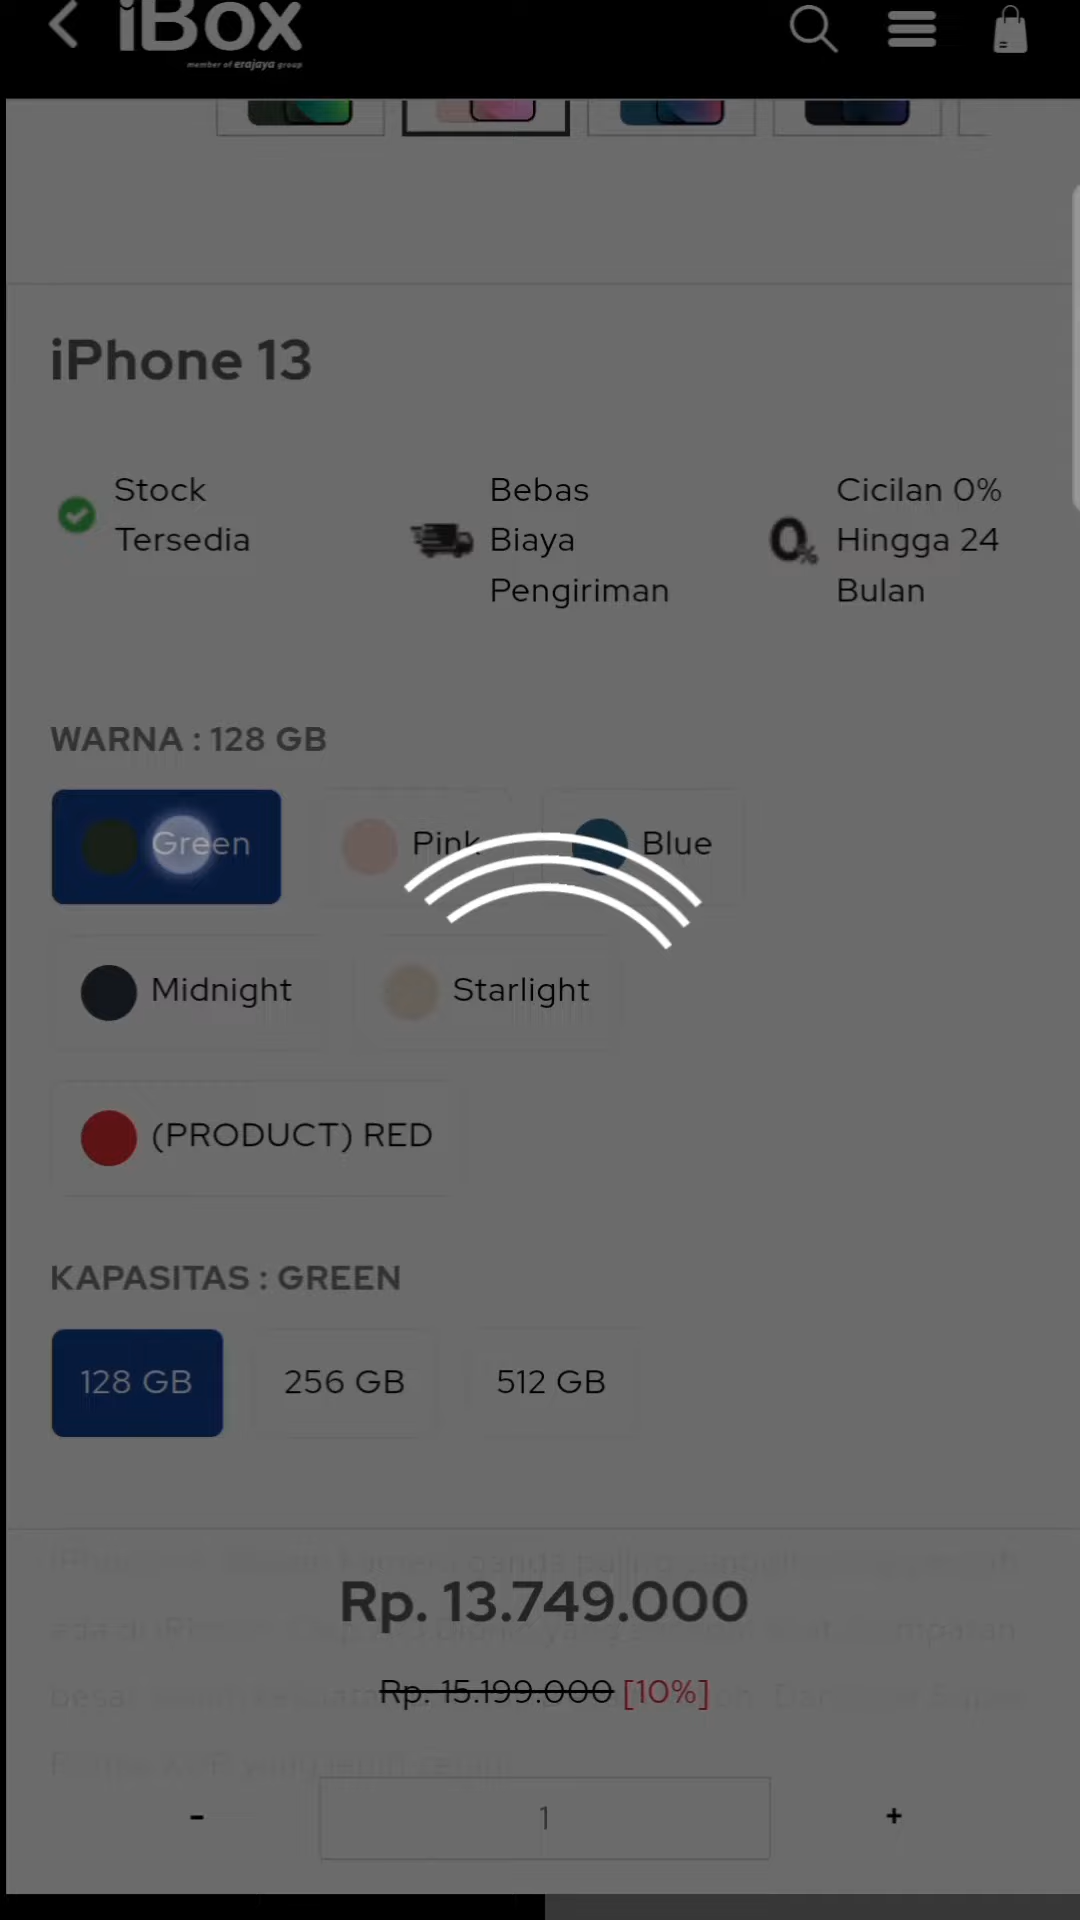 iBox
member of erajaya group
iPhone 13
Stock
Tersedia
Bebas
Biaya
Pengiriman
0%
Cicilan 0%
Hingga 24
Bulan
WARNA : 128 GB
Green
Pink
Blue
Midnight
Starlight
(PRODUCT) RED
KAPASITAS : GREEN
128 GB
256 GB
512 GB
Rp. 13.749.000
Rp. 15.199.000 [10%]
- 1 +